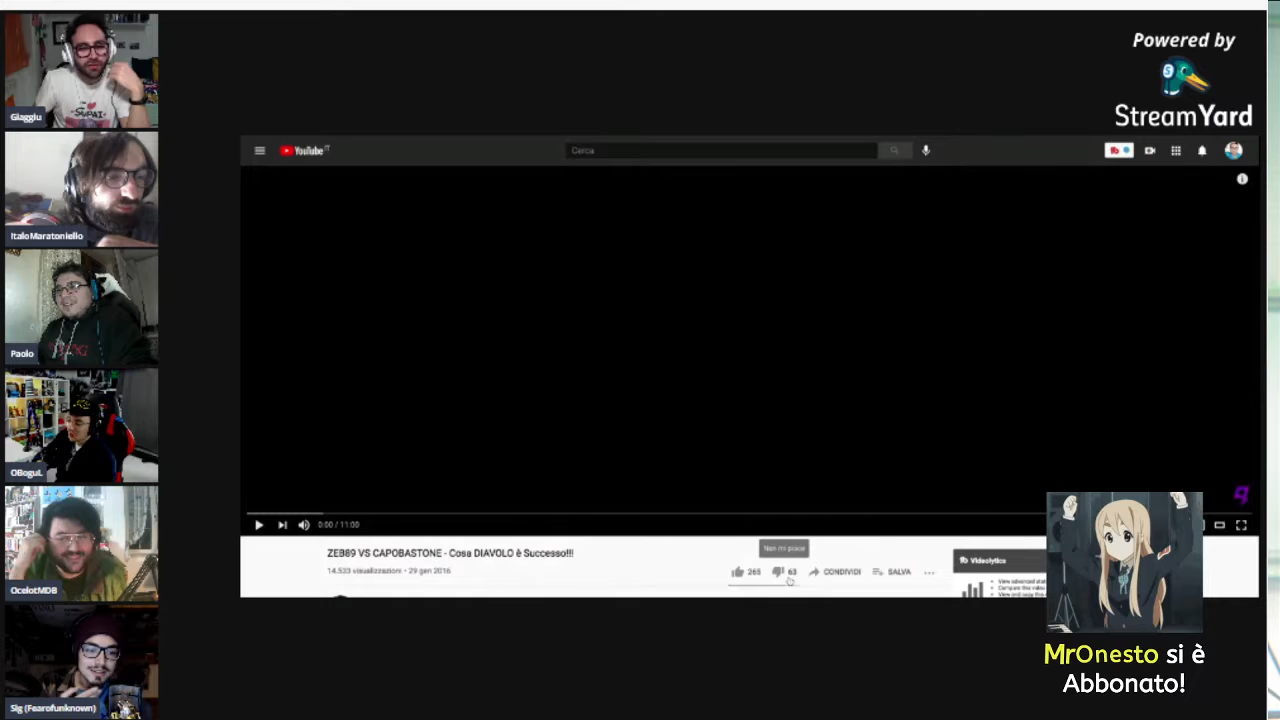 Powered by
StreamYard
Giaggiu
ItaloMaratoniello
Paolo
OBoguL
OcelotMDB
Sig (Fearofunknown)
YouTube IT
Cerca
0:00 / 11:00
ZEB89 VS CAPOBASTONE - Cosa DIAVOLO è Successo!!!
14.533 visualizzazioni • 29 gen 2016
Non mi piace
265
63
CONDIVIDI
SALVA
Videolytics
MrOnesto si è
Abbonato!